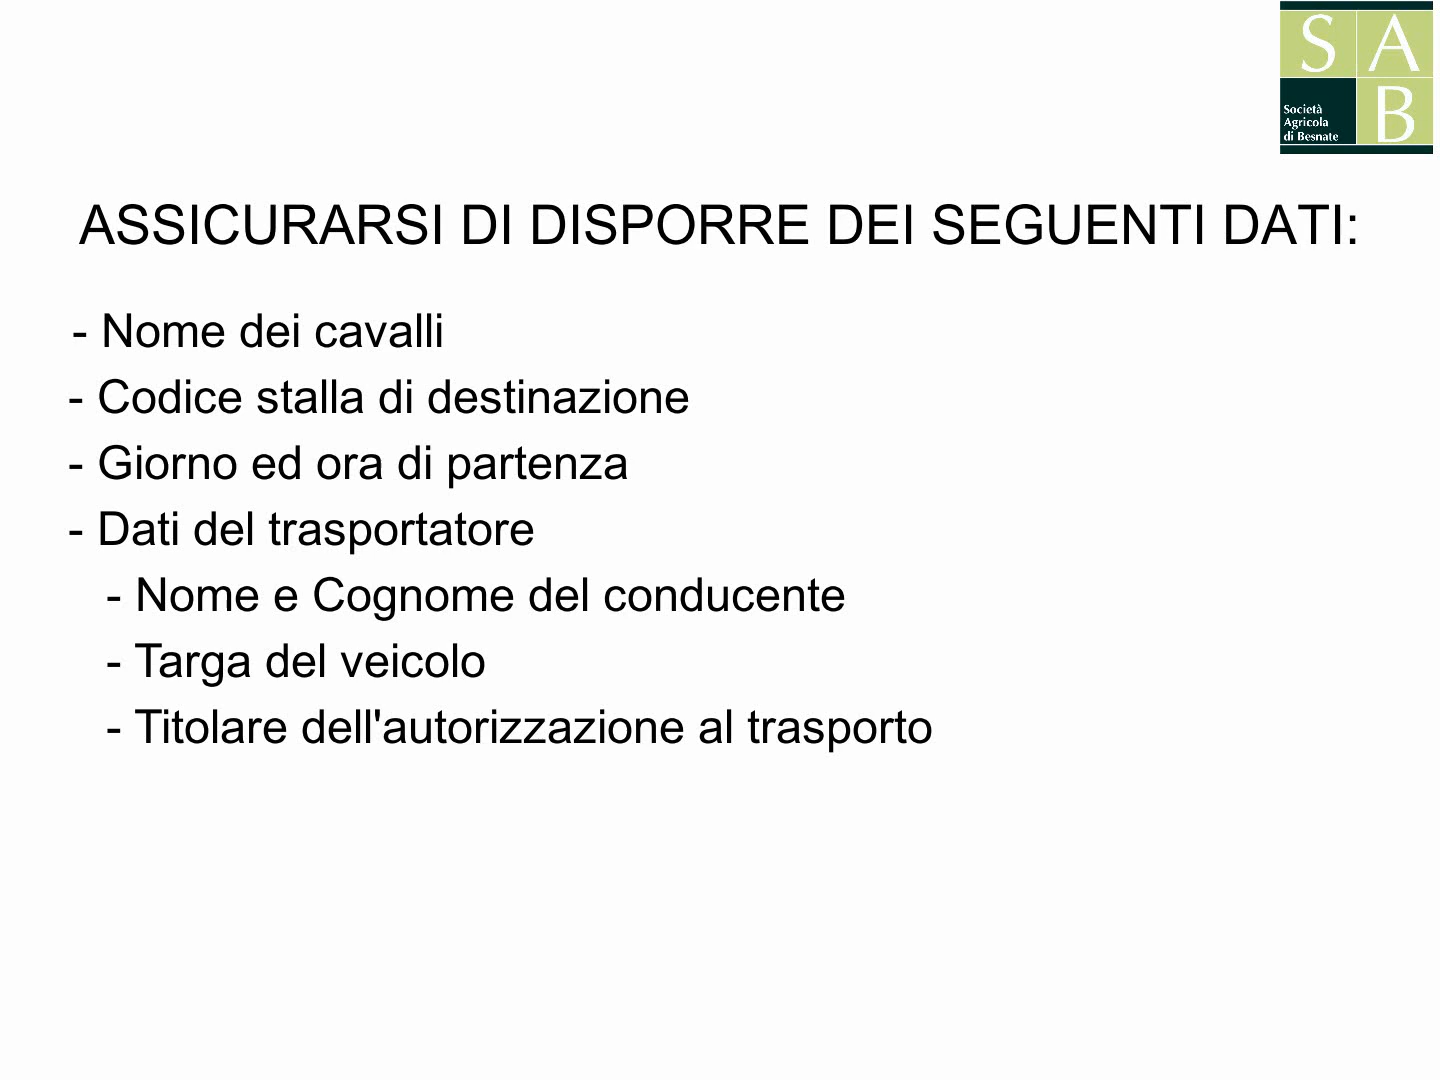 S A
B
Società
Agricola
di Besnate
ASSICURARSI DI DISPORRE DEI SEGUENTI DATI:
- Nome dei cavalli
- Codice stalla di destinazione
- Giorno ed ora di partenza
- Dati del trasportatore
- Nome e Cognome del conducente
- Targa del veicolo
- Titolare dell'autorizzazione al trasporto